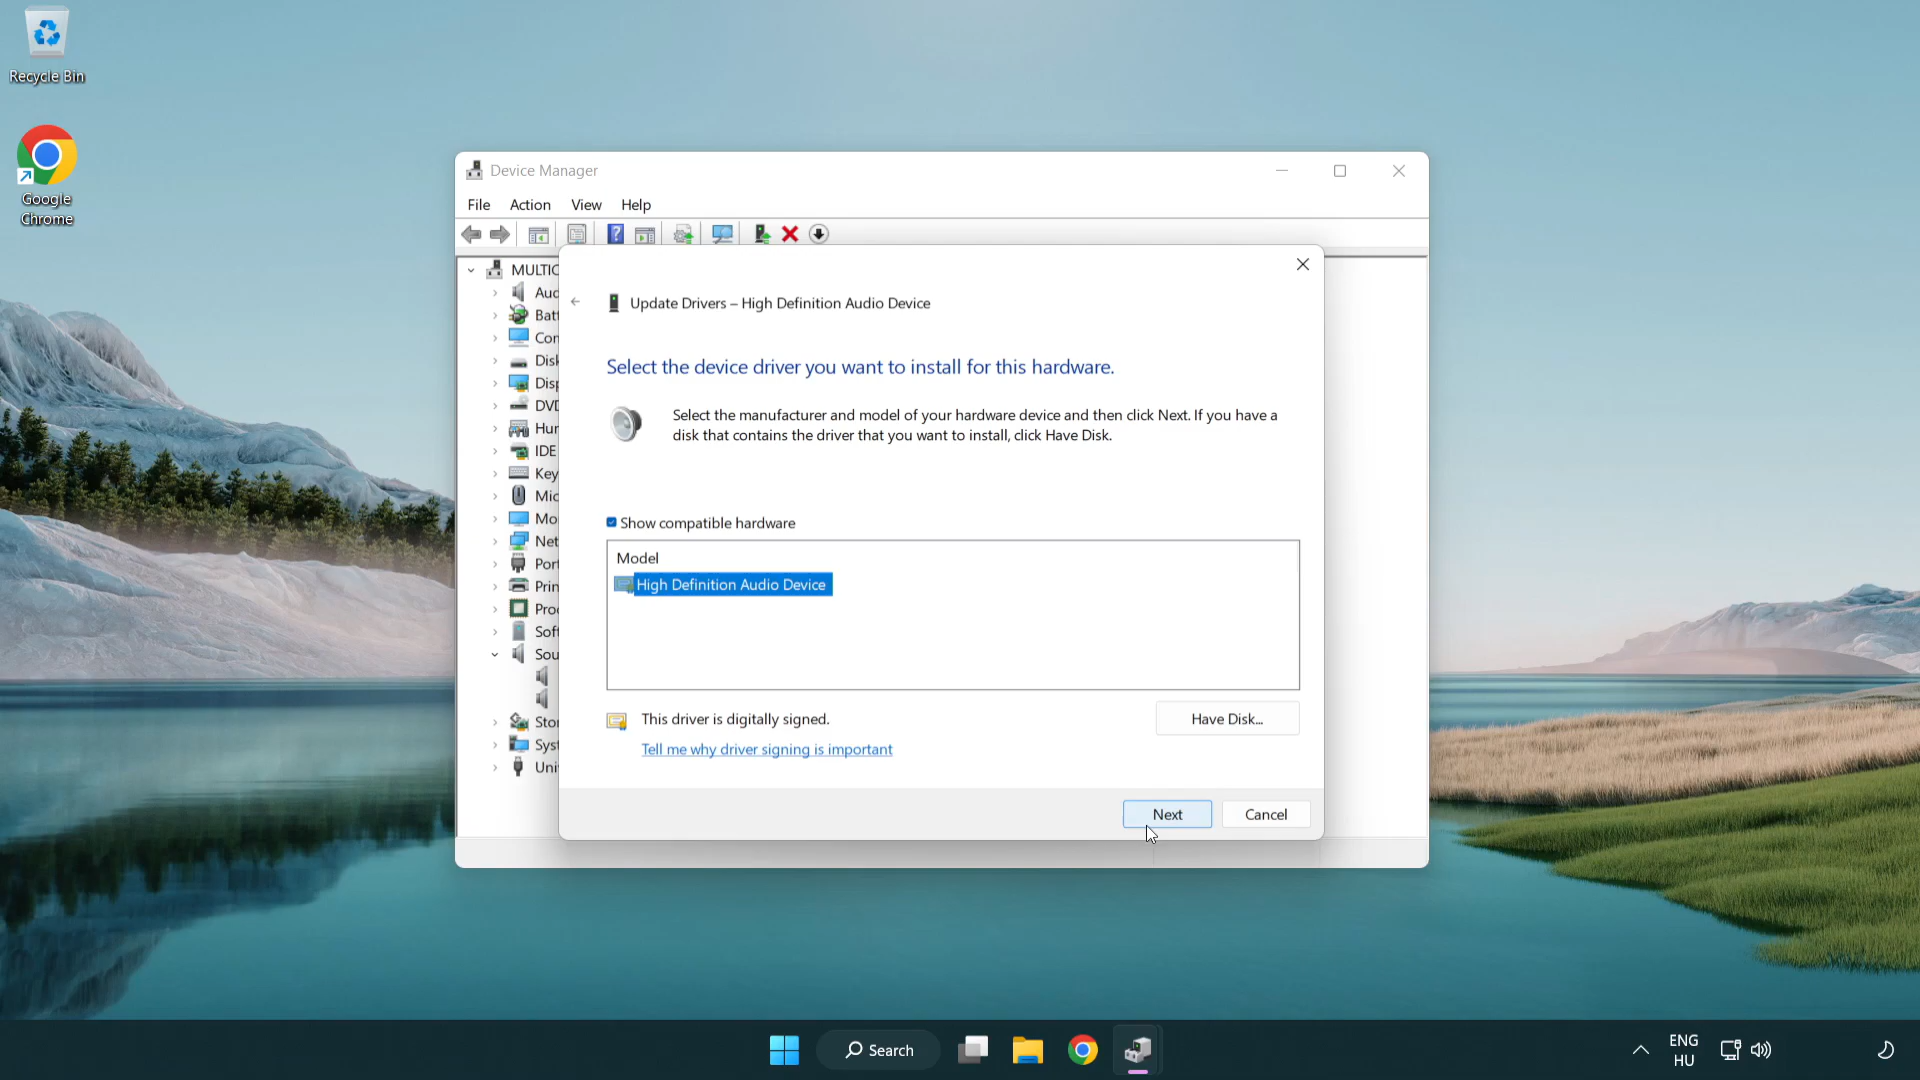 Recycle Bin
Google
Chrome
Device Manager
File Action View Help
MULTIC
Aud
Batt
Com
Disk
Disp
DVD
Hum
IDE
Key
Mic
Mo
Net
Port
Prin
Proc
Soft
Sou
Stor
Syst
Uni
Update Drivers – High Definition Audio Device
Select the device driver you want to install for this hardware.
Select the manufacturer and model of your hardware device and then click Next. If you have a
disk that contains the driver that you want to install, click Have Disk.
Show compatible hardware
Model
High Definition Audio Device
This driver is digitally signed.
Have Disk...
Tell me why driver signing is important
Next
Cancel
Search
ENG
HU